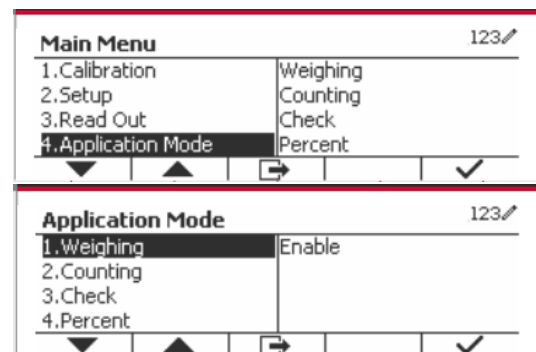 Main Menu 123
1.Calibration Weighing
2.Setup Counting
3.Read Out Check
4.Application Mode Percent
Application Mode 123
1.Weighing Enable
2.Counting
3.Check
4.Percent